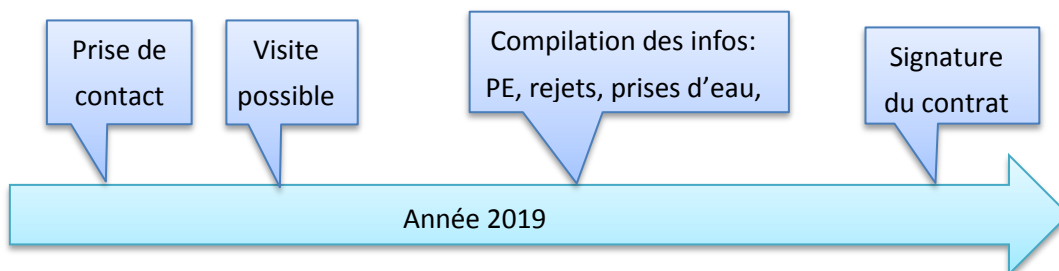 Prise de
contact
Visite
possible
Compilation des infos:
PE, rejets, prises d’eau,
Signature
du contrat
Année 2019